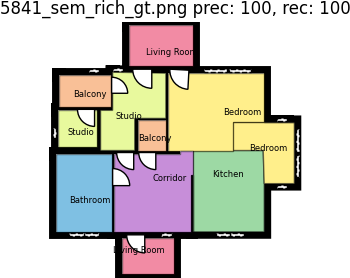 5841_sem_rich_gt.png prec: 100, rec: 100
Living Room
Balcony
Bedroom
Studio
Studio
Balcony
Bedroom
Corridor
Kitchen
Bathroom
Living Room